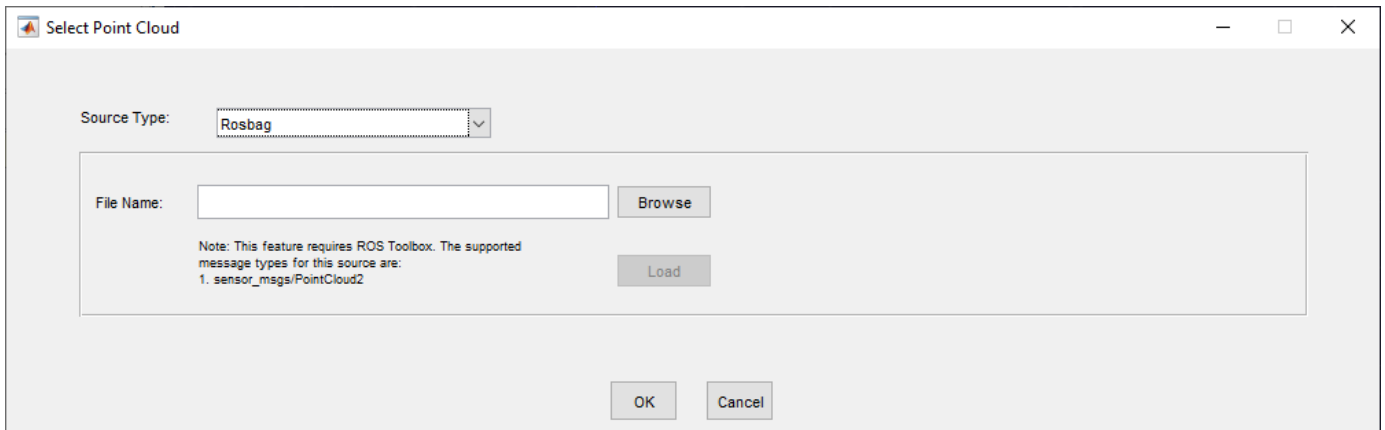 Select Point Cloud
Source Type:
Rosbag
File Name:
Browse
Note: This feature requires ROS Toolbox. The supported
message types for this source are:
1. sensor_msgs/PointCloud2
Load
OK
Cancel